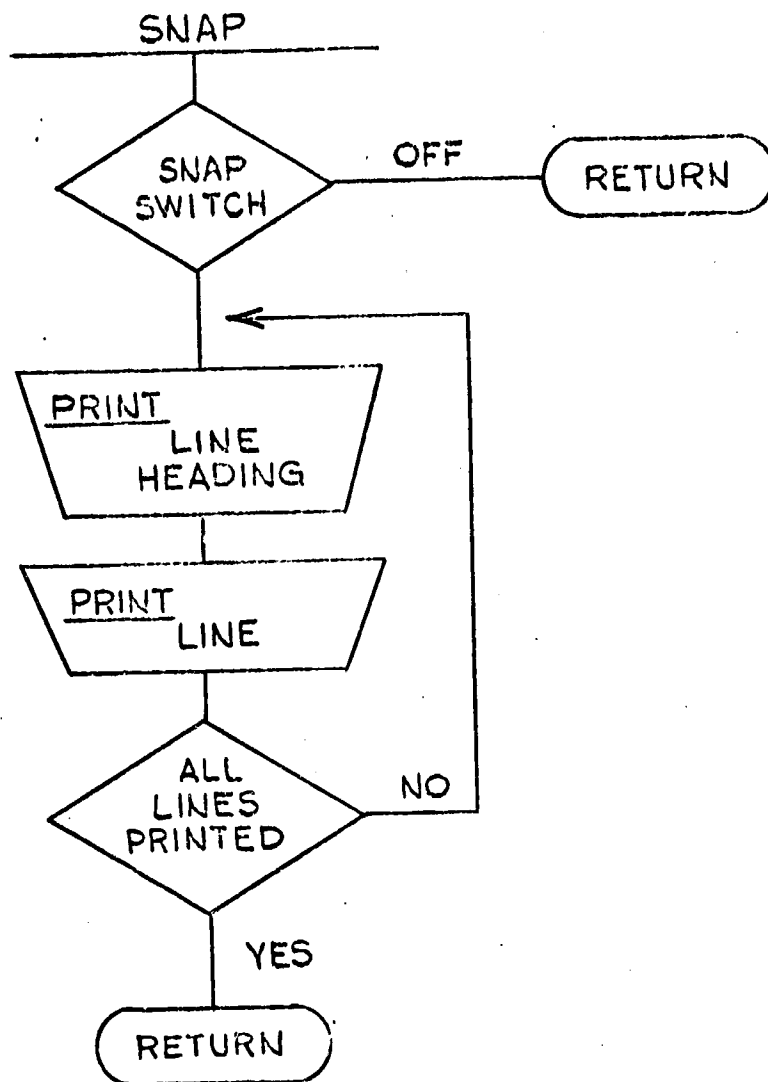 SNAP
SNAP
SWITCH
OFF
RETURN
PRINT
LINE
HEADING
PRINT
LINE
ALL
LINES
PRINTED
NO
YES
RETURN